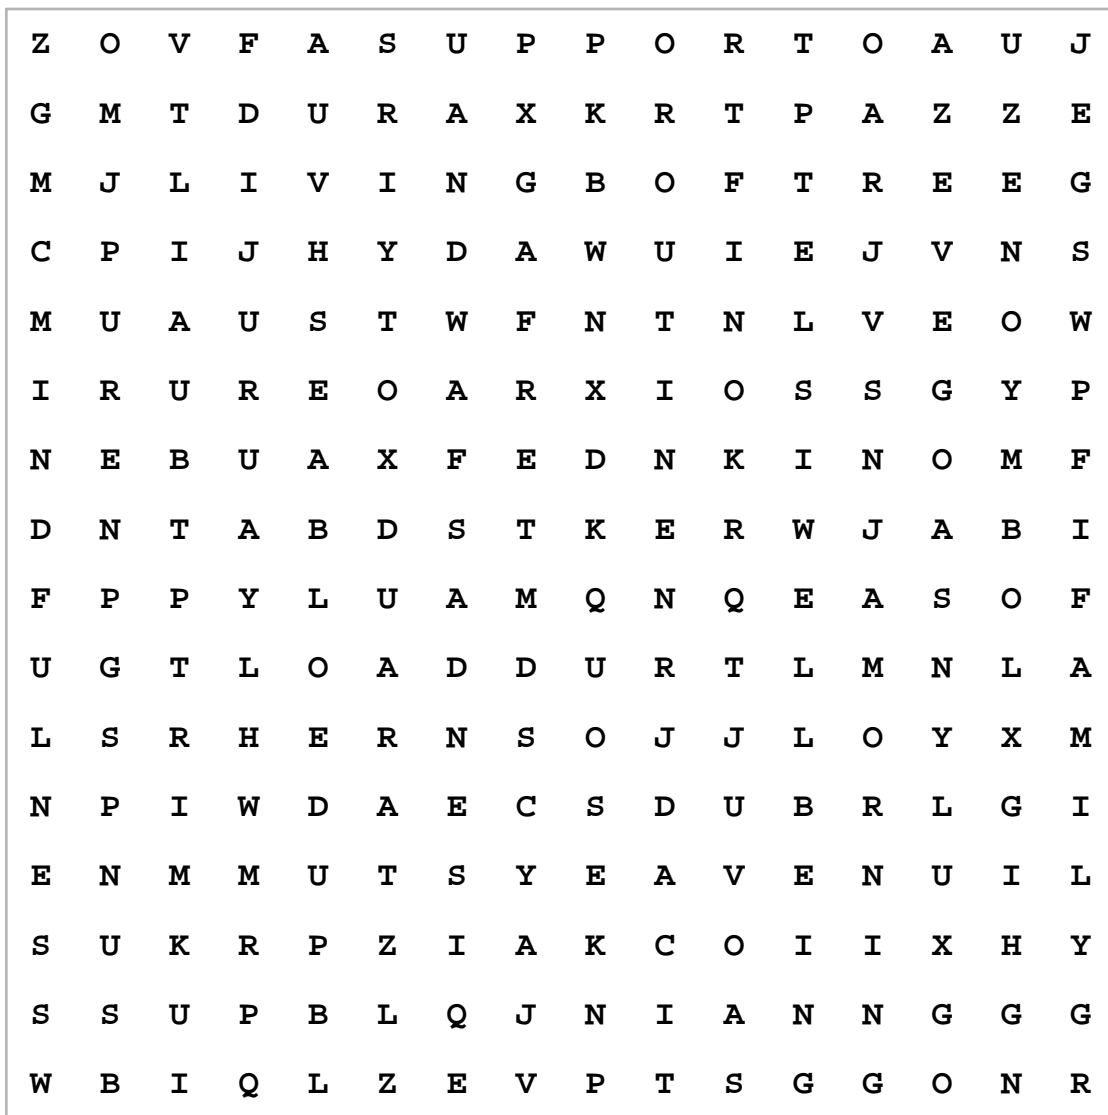 Z O V F A S U P P O R T O A U J
G M T D U R A X K R T P A Z Z E
M J L I V I N G B O F T R E E G
C P I J H Y D A W U I E J V N S
M U A U S T W F N T N L V E O W
I R U R E O A R X I O S S G Y P
N E B U A X F E D N K I N O M F
D N T A B D S T K E R W J A B I
F P P Y L U A M Q N Q E A S O F
U G T L O A D D U R T L M N L A
L S R H E R N S O J J L O Y X M
N P I W D A E C S D U B R L G I
E N M M U T S Y E A V E N U I L
S U K R P Z I A K C O I I X H Y
S S U P B L Q J N I A N N G G G
W B I Q L Z E V P T S G G O N R